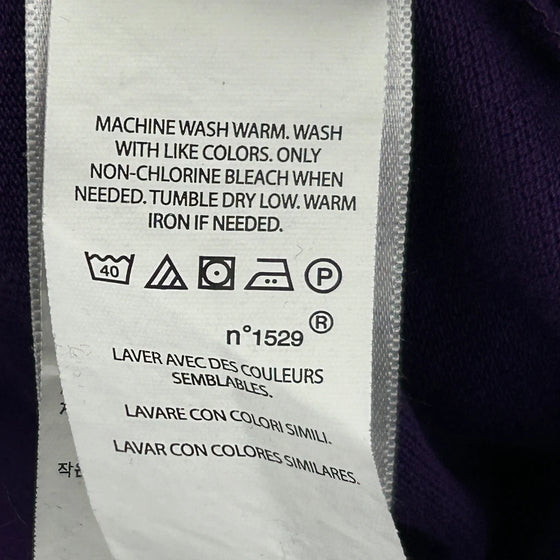 MACHINE WASH WARM. WASH
WITH LIKE COLORS. ONLY
NON-CHLORINE BLEACH WHEN
NEEDED. TUMBLE DRY LOW. WARM
IRON IF NEEDED.
40 P
n°1529 ®
LAVER AVEC DES COULEURS
SEMBLABLES.
LAVARE CON COLORI SIMILI.
LAVAR CON COLORES SIMILARES.